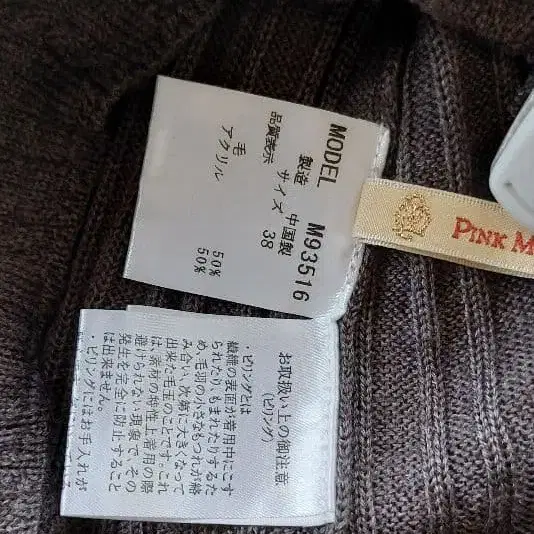 MODEL M93516
製造 中国製
サイズ 38
品質表示
毛 50%
アクリル 50%
PINK M
お取扱い上の御注意
(ピリング)
・ピリングとは
繊維の表面が着用中にこす
られたり、もまれたりするた
め、毛羽の小さなもつれが絡
み合い、次第に大きくなって
出来た毛玉のことです。これ
は素材の特性上着用の際
避けられない現象で、その
発生を完全に防止すること
は出来ません。
・ピリングにはお手入れが